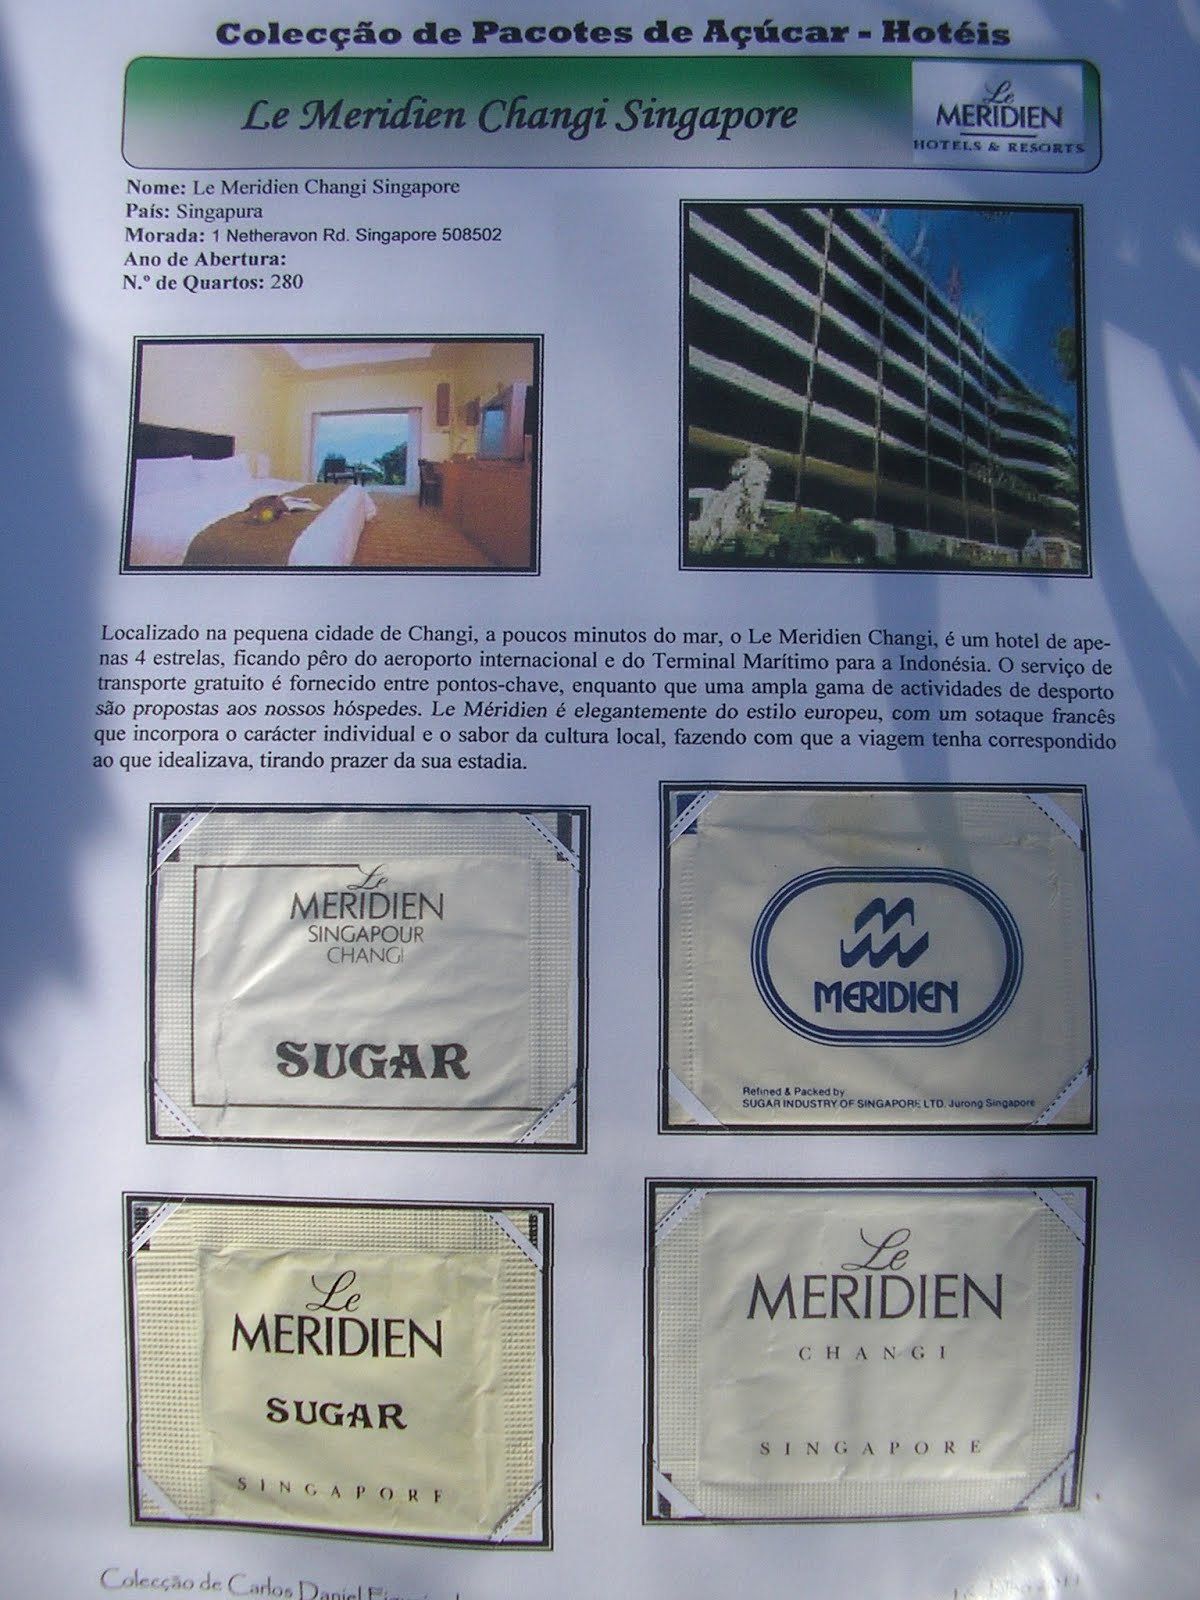 Colecção de Pacotes de Açúcar - Hotéis
Le Meridien Changi Singapore
Le
MERIDIEN
HOTELS & RESORTS
Nome: Le Meridien Changi Singapore
País: Singapura
Morada: 1 Netheravon Rd. Singapore 508502
Ano de Abertura:
N.º de Quartos: 280
Localizado na pequena cidade de Changi, a poucos minutos do mar, o Le Meridien Changi, é um hotel de ape-
nas 4 estrelas, ficando pêro do aeroporto internacional e do Terminal Marítimo para a Indonésia. O serviço de
transporte gratuito é fornecido entre pontos-chave, enquanto que uma ampla gama de actividades de desporto
são propostas aos nossos hóspedes. Le Méridien é elegantemente do estilo europeu, com um sotaque francês
que incorpora o carácter individual e o sabor da cultura local, fazendo com que a viagem tenha correspondido
ao que idealizava, tirando prazer da sua estadia.
Le
MERIDIEN
SINGAPOUR
CHANGI
SUGAR
MERIDIEN
Refined & Packed by
SUGAR INDUSTRY OF SINGAPORE LTD. Jurong Singapore
Le
MERIDIEN
SUGAR
SINGAPORE
Le
MERIDIEN
CHANGI
SINGAPORE
Colecção de Carlos Daniel